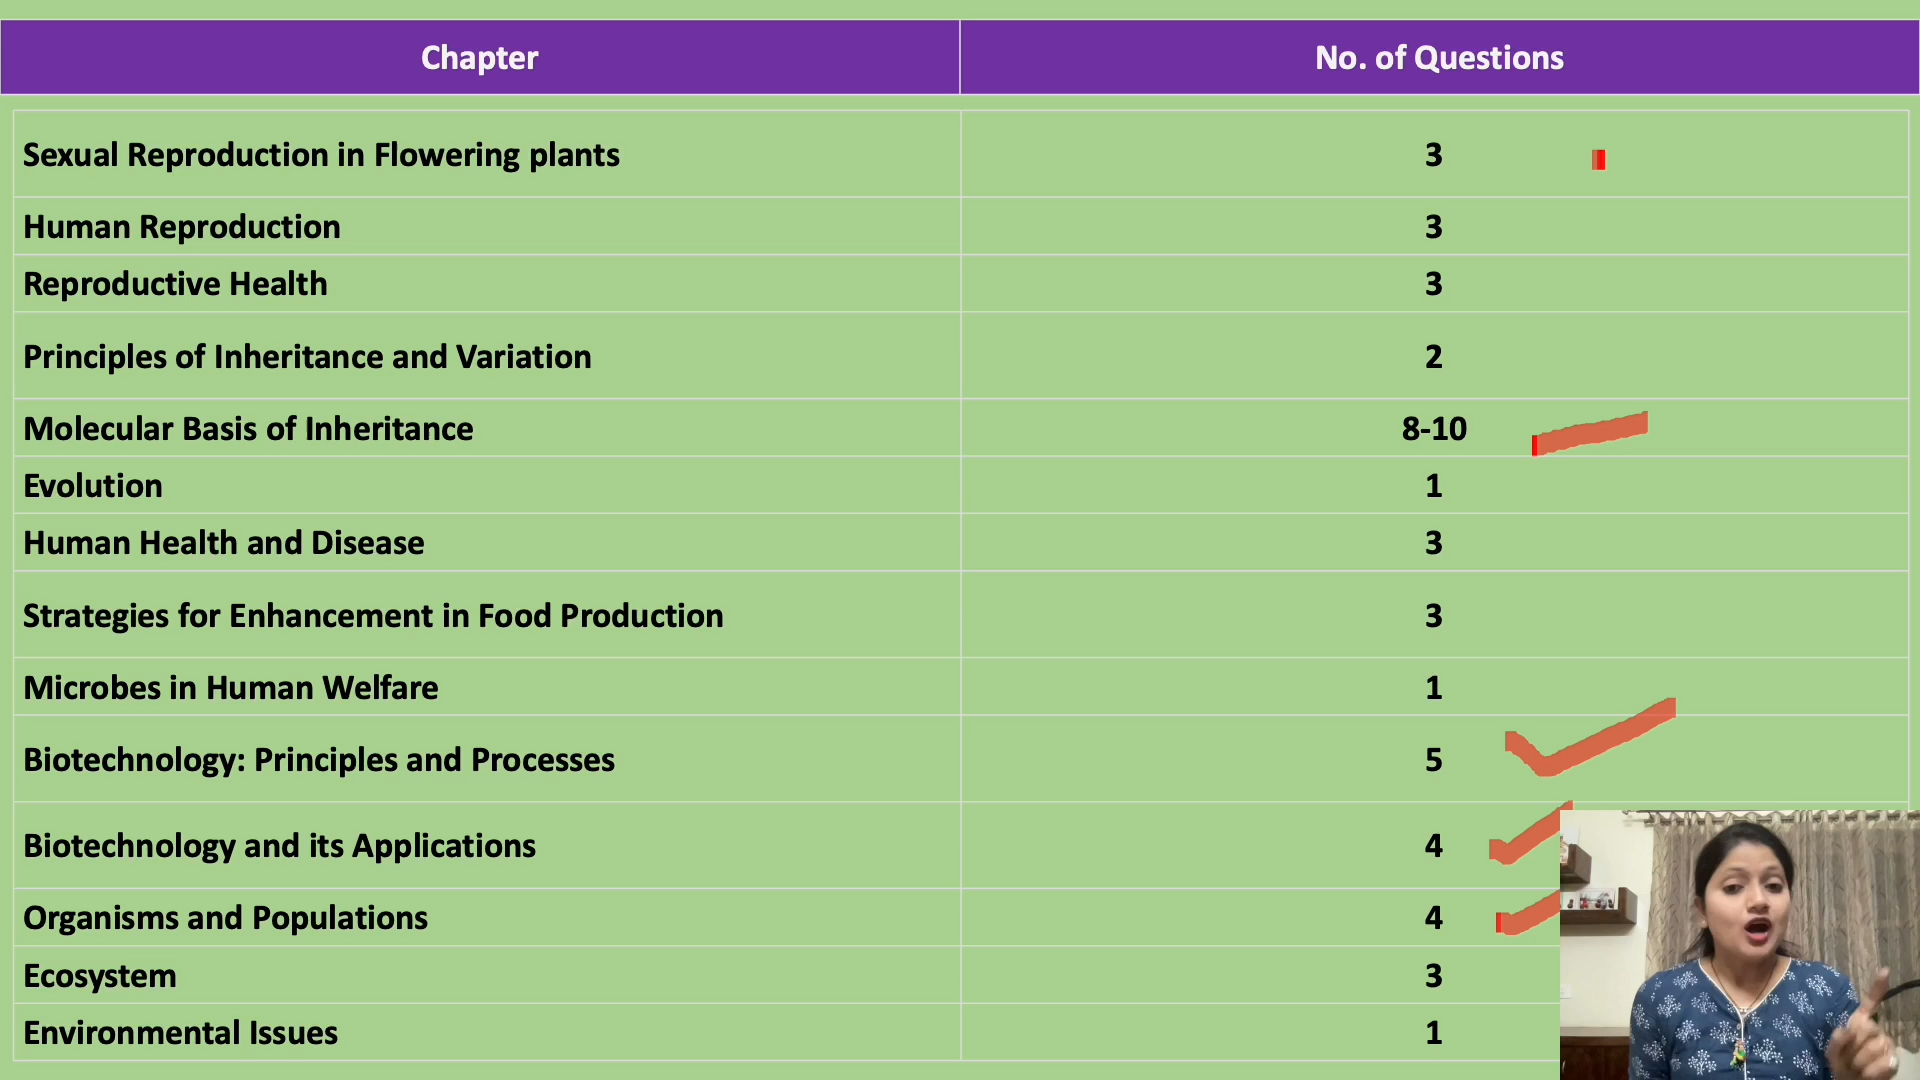 Chapter No. of Questions
Sexual Reproduction in Flowering plants 3
Human Reproduction 3
Reproductive Health 3
Principles of Inheritance and Variation 2
Molecular Basis of Inheritance 8-10
Evolution 1
Human Health and Disease 3
Strategies for Enhancement in Food Production 3
Microbes in Human Welfare 1
Biotechnology: Principles and Processes 5
Biotechnology and its Applications 4
Organisms and Populations 4
Ecosystem 3
Environmental Issues 1